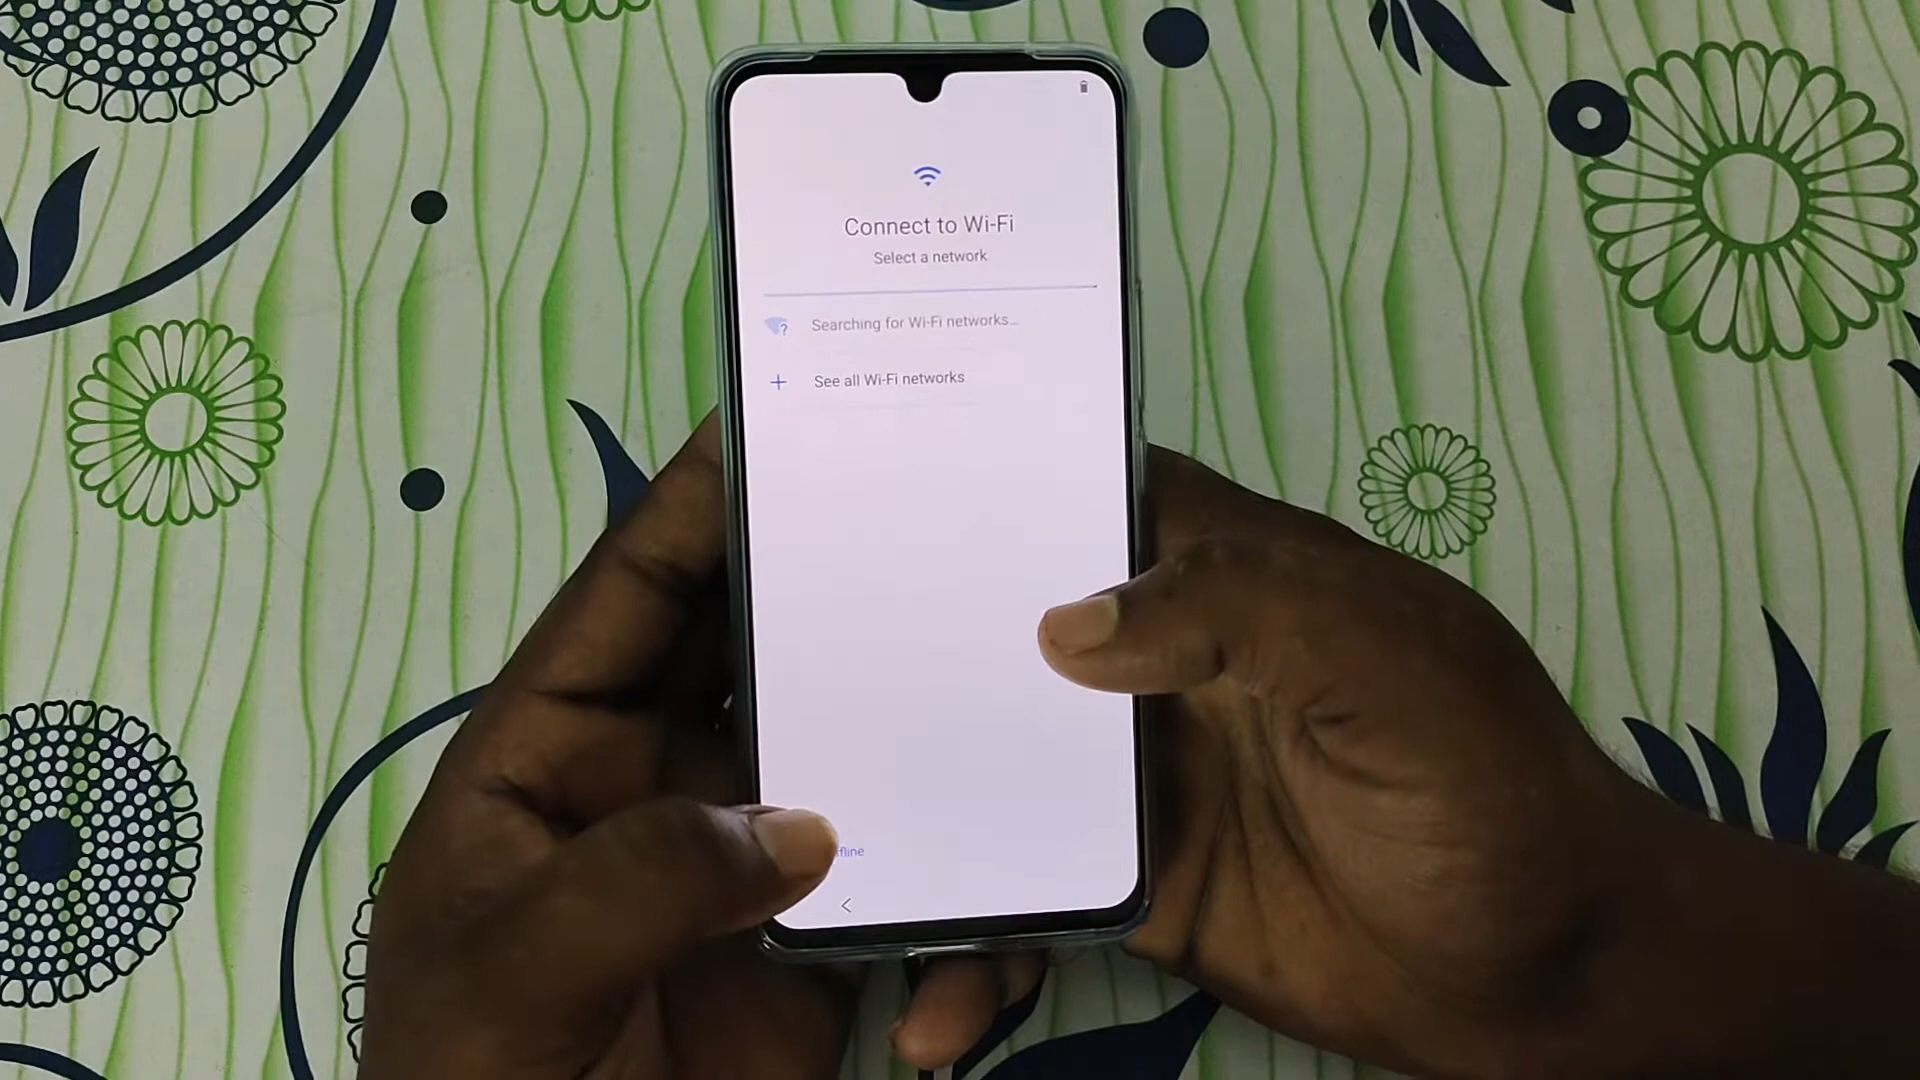 Connect to Wi-Fi
Select a network
Searching for Wi-Fi networks...
See all Wi-Fi networks